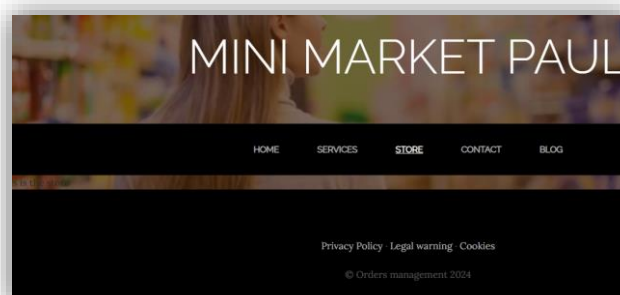 MINI MARKET PAUL
HOME SERVICES STORE CONTACT BLOG
Privacy Policy · Legal warning · Cookies
© Orders management 2024